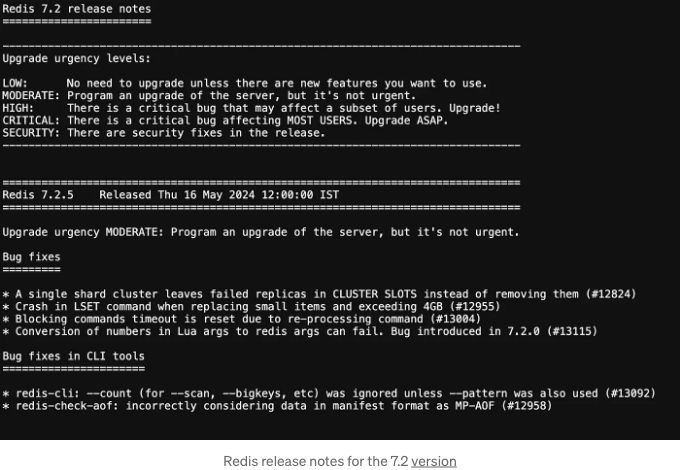 Redis 7.2 release notes
=======================
--------------------------------------------------------------------------------
Upgrade urgency levels:
LOW:      No need to upgrade unless there are new features you want to use.
MODERATE: Program an upgrade of the server, but it's not urgent.
HIGH:     There is a critical bug that may affect a subset of users. Upgrade!
CRITICAL: There is a critical bug affecting MOST USERS. Upgrade ASAP.
SECURITY: There are security fixes in the release.
--------------------------------------------------------------------------------
================================================================================
Redis 7.2.5    Released Thu 16 May 2024 12:00:00 IST
================================================================================
Upgrade urgency MODERATE: Program an upgrade of the server, but it's not urgent.
Bug fixes
=========
* A single shard cluster leaves failed replicas in CLUSTER SLOTS instead of removing them (#12824)
* Crash in LSET command when replacing small items and exceeding 4GB (#12955)
* Blocking commands timeout is reset due to re-processing command (#13004)
* Conversion of numbers in Lua args to redis args can fail. Bug introduced in 7.2.0 (#13115)
Bug fixes in CLI tools
======================
* redis-cli: --count (for --scan, --bigkeys, etc) was ignored unless --pattern was also used (#13092)
* redis-check-aof: incorrectly considering data in manifest format as MP-AOF (#12958)
Redis release notes for the 7.2 version